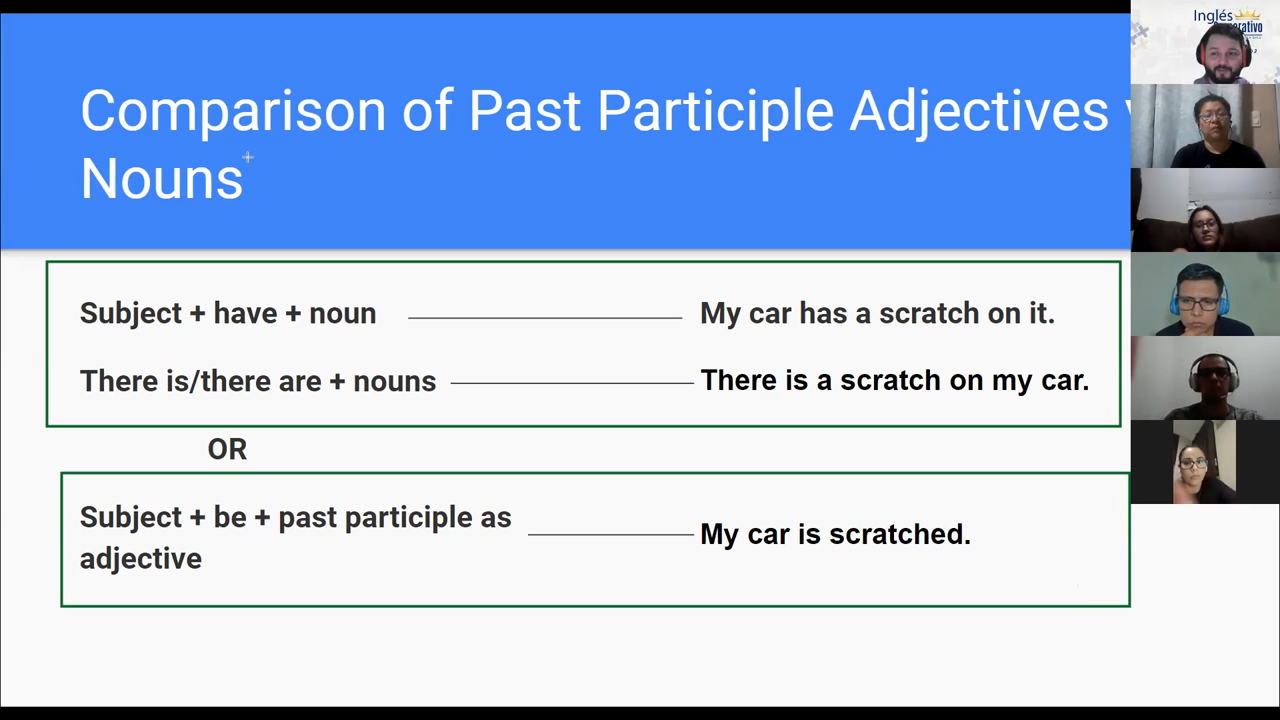 Comparison of Past Participle Adjectives
Nouns
Subject + have + noun
My car has a scratch on it.
There is/there are + nouns
There is a scratch on my car.
OR
Subject + be + past participle as
adjective
My car is scratched.
Inglés